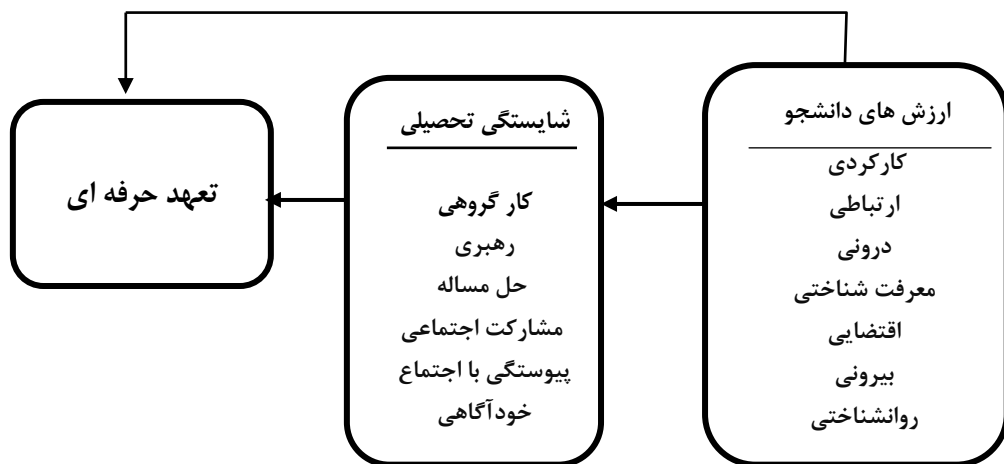 ارزش های دانشجو
کارکردی
ارتباطی
درونی
معرفت شناختی
اقتضایی
بیرونی
روانشناختی
شایستگی تحصیلی
کار گروهی
رهبری
حل مساله
مشارکت اجتماعی
پیوستگی با اجتماع
خودآگاهی
تعهد حرفه ای